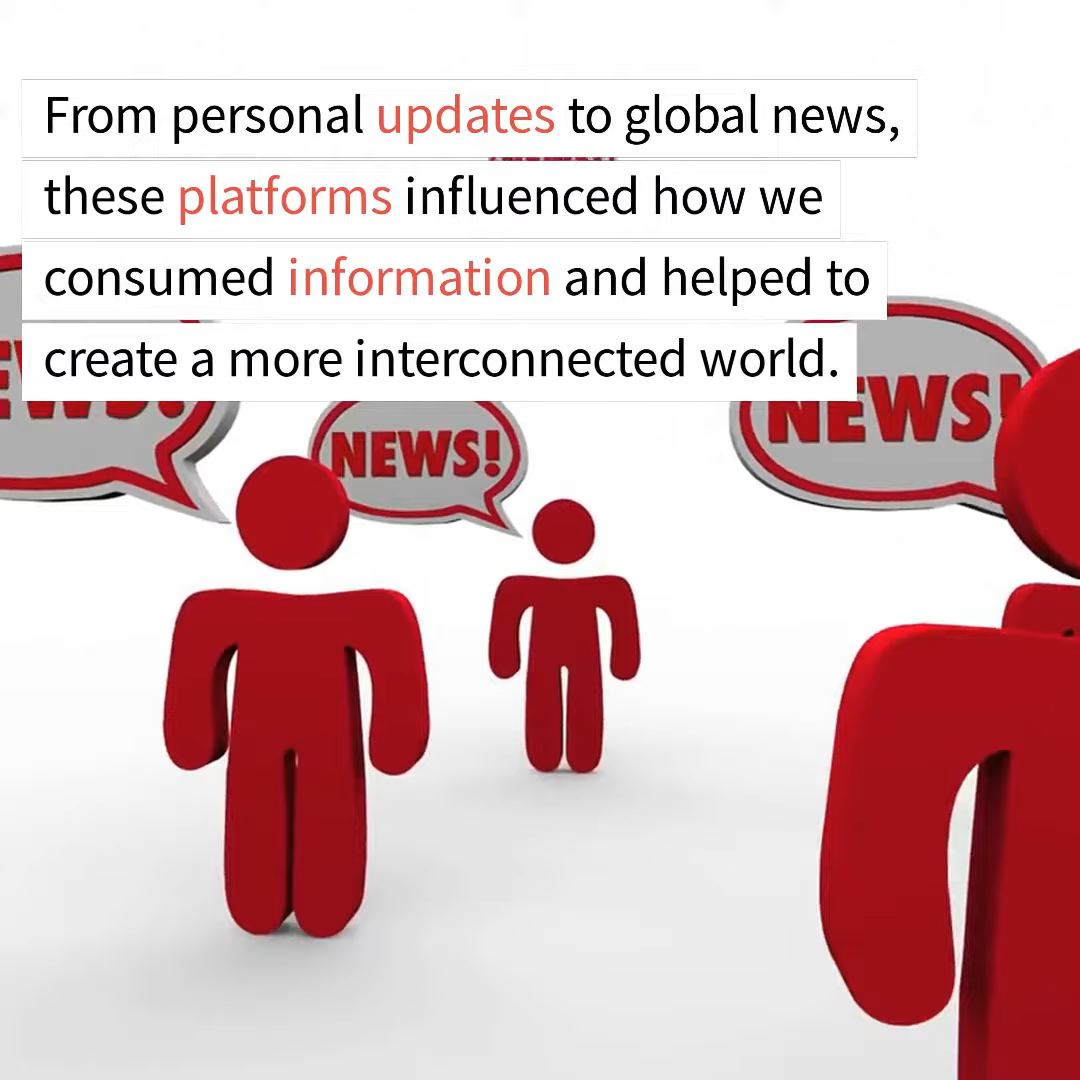 From personal updates to global news,
these platforms influenced how we
consumed information and helped to
create a more interconnected world.
NEWS!
NEWS!